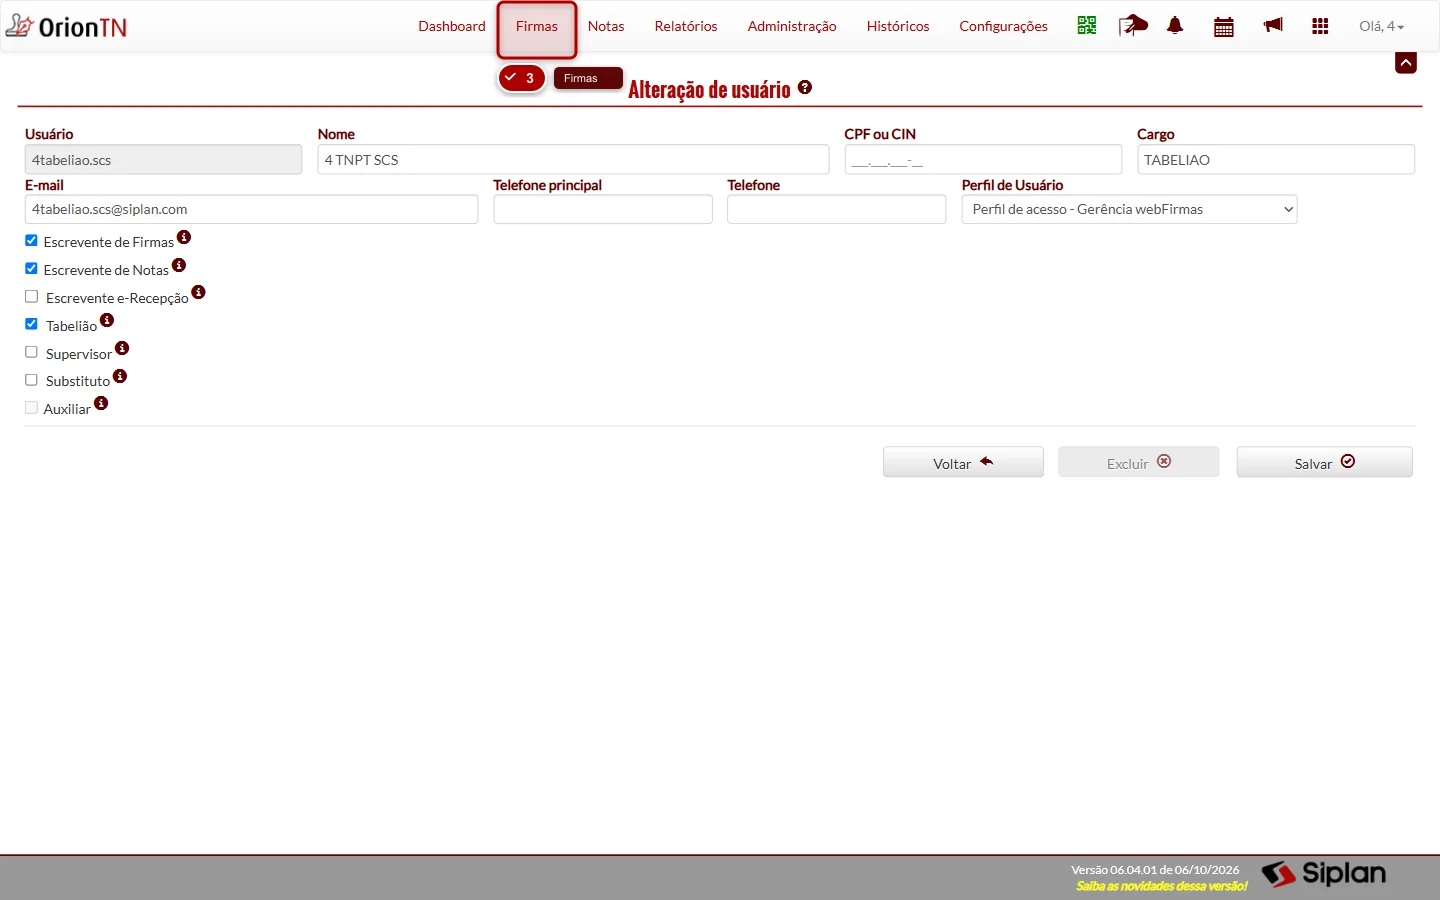 OrionTN
Dashboard Firmas Notas Relatórios Administração Históricos Configurações Olá, 4
3 Firmas
Alteração de usuário
Usuário Nome CPF ou CIN Cargo
4tabeliao.scs 4 TNPT SCS ___.___.___-__ TABELIAO
E-mail Telefone principal Telefone Perfil de Usuário
4tabeliao.scs@siplan.com Perfil de acesso - Gerência webFirmas
Escrevente de Firmas
Escrevente de Notas
Escrevente e-Recepção
Tabelião
Supervisor
Substituto
Auxiliar
Voltar Excluir Salvar
Versão 06.04.01 de 06/10/2026
Saiba as novidades dessa versão!
Siplan